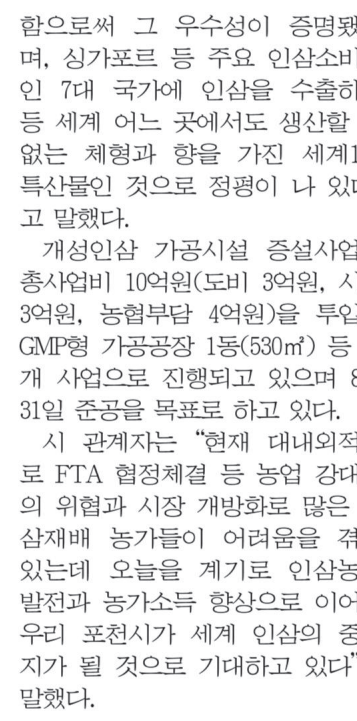 함으로써 그 우수성이 증명됐
며, 싱가포르 등 주요 인삼소비
인 7대 국가에 인삼을 수출하
등 세계 어느 곳에서도 생산할
없는 체형과 향을 가진 세계1
특산물인 것으로 정평이 나 있다
고 말했다.
개성인삼 가공시설 증설사업
총사업비 10억원(도비 3억원, 시
3억원, 농협부담 4억원)을 투입
GMP형 가공공장 1동(530㎡) 등
개 사업으로 진행되고 있으며 8
31일 준공을 목표로 하고 있다.
시 관계자는 “현재 대내외적
로 FTA 협정체결 등 농업 강대
의 위협과 시장 개방화로 많은
삼재배 농가들이 어려움을 겪
있는데 오늘을 계기로 인삼농
발전과 농가소득 향상으로 이어
우리 포천시가 세계 인삼의 중
지가 될 것으로 기대하고 있다”
말했다.